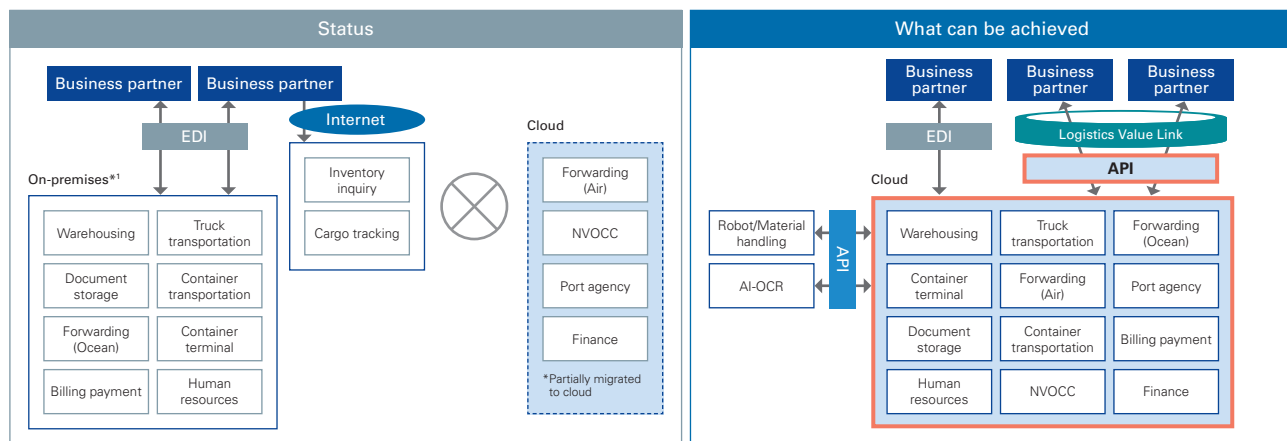 Status
Business partner
Business partner
EDI
Internet
On-premises*1
Warehousing
Truck
transportation
Document
storage
Container
transportation
Forwarding
(Ocean)
Container
terminal
Billing payment
Human
resources
Inventory
inquiry
Cargo tracking
Cloud
Forwarding
(Air)
NVOCC
Port agency
Finance
*Partially migrated
to cloud
What can be achieved
Business
partner
Business
partner
Business
partner
EDI
Logistics Value Link
API
Cloud
Robot/Material
handling
AI-OCR
API
Warehousing
Truck
transportation
Forwarding
(Ocean)
Container
terminal
Forwarding
(Air)
Port agency
Document
storage
Container
transportation
Billing payment
Human
resources
NVOCC
Finance